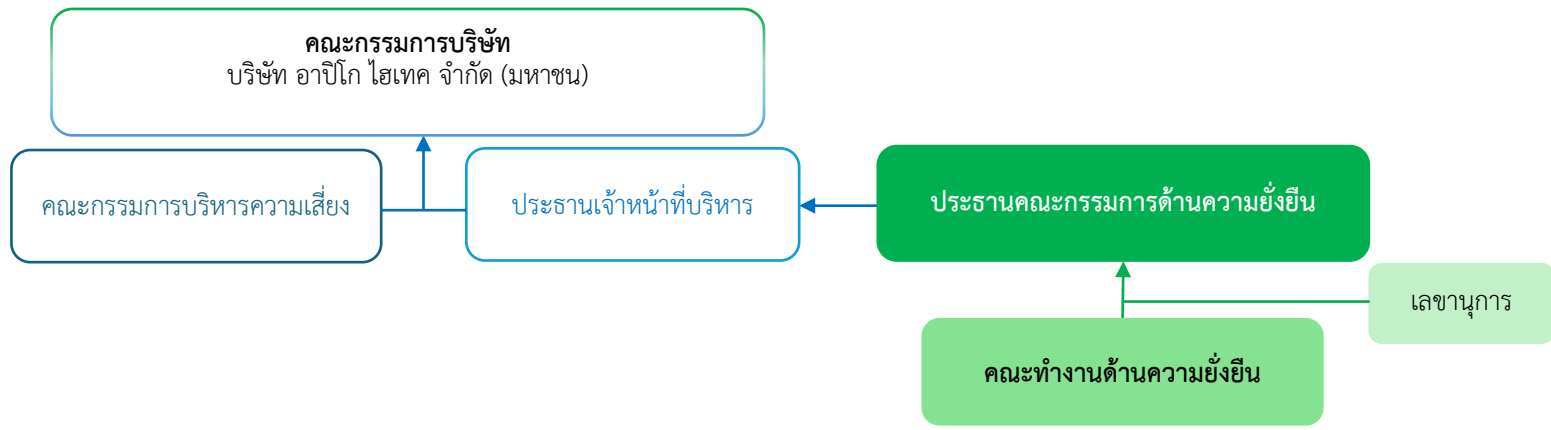 คณะกรรมการบริษัท
บริษัท อาปิโก ไฮเทค จำกัด (มหาชน)
คณะกรรมการบริหารความเสี่ยง
ประธานเจ้าหน้าที่บริหาร
ประธานคณะกรรมการด้านความยั่งยืน
เลขานุการ
คณะทำงานด้านความยั่งยืน